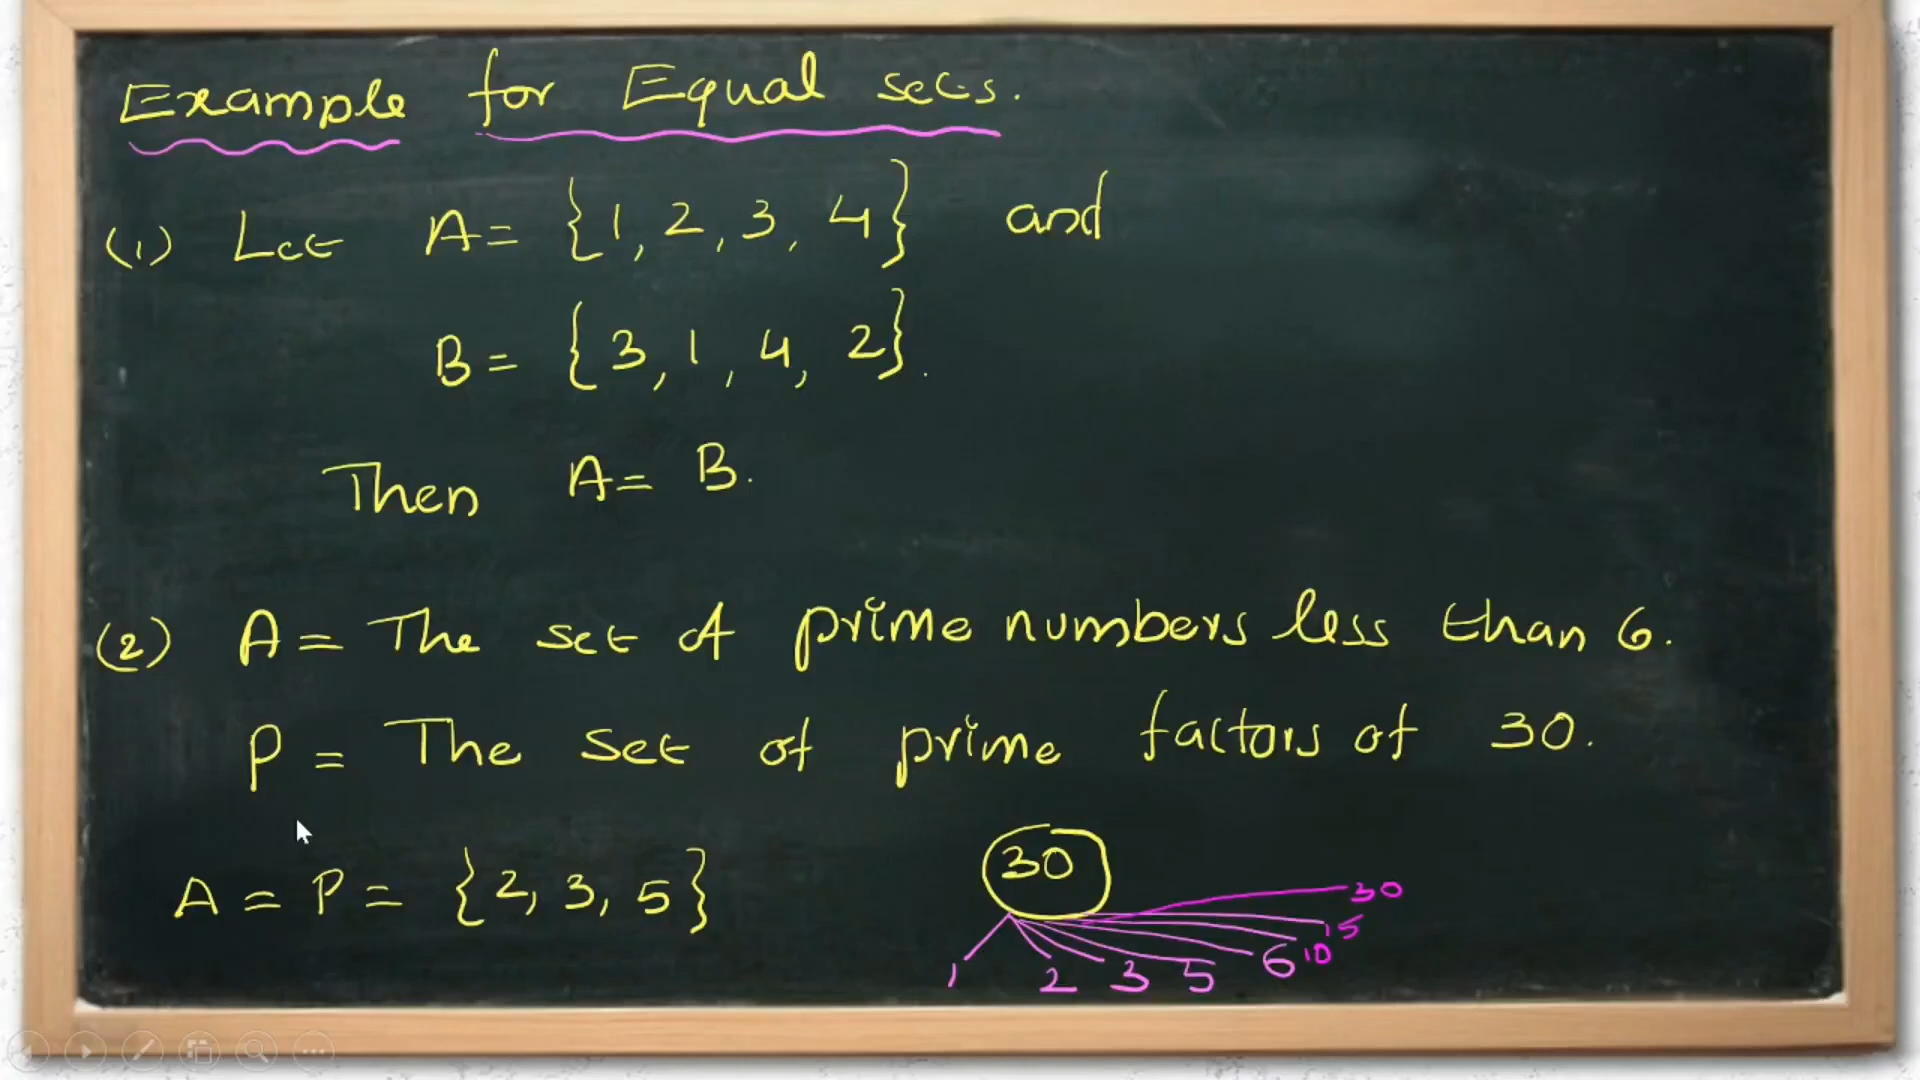 Example for Equal sets.
(1) Let A = {1, 2, 3, 4} and
B = {3, 1, 4, 2}.
Then A = B.
(2) A = The set of prime numbers less than 6.
P = The set of prime factors of 30.
A = P = {2, 3, 5}
30
1 2 3 5 6 10 15 30